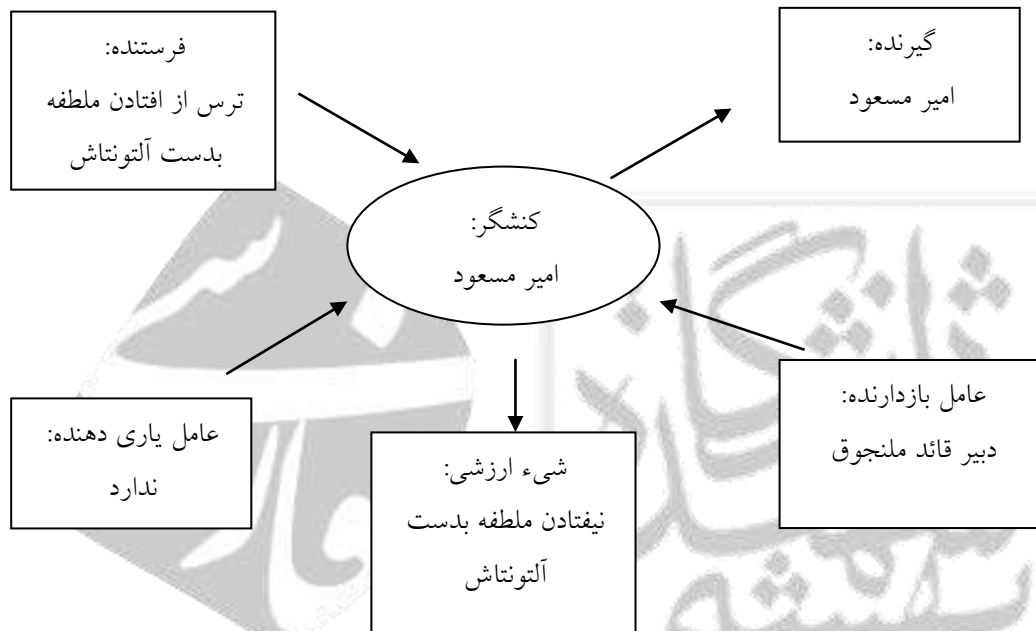 گیرنده:
امیر مسعود
فرستنده:
ترس از افتادن ملطفه
بدست آلتونتاش
کنشگر:
امیر مسعود
عامل بازدارنده:
دبیر قائد ملنجوق
شیء ارزشی:
نیفتادن ملطفه بدست
آلتونتاش
عامل یاری دهنده:
ندارد